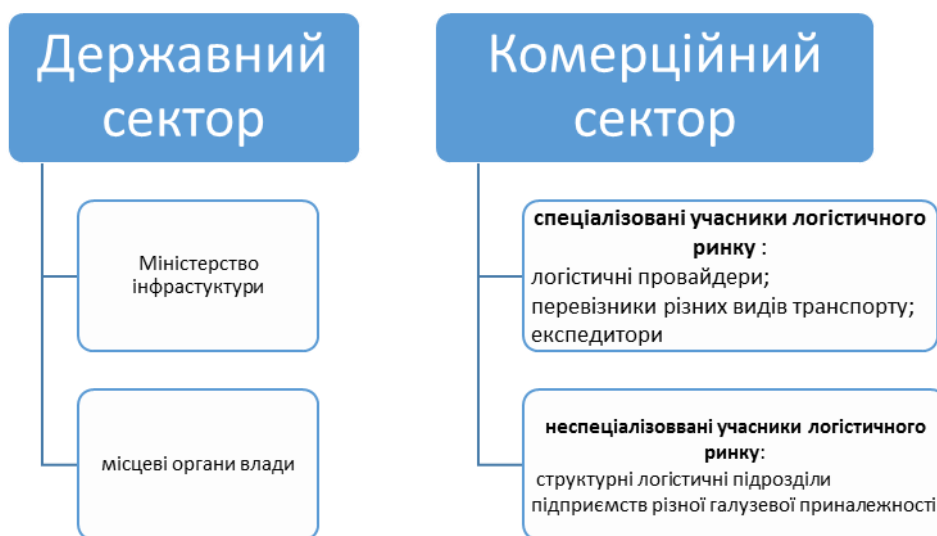 Державний
сектор
Міністерство
інфрастуктури
місцеві органи влади
Комерційний
сектор
спеціалізовані учасники логістичного
ринку :
логістичні провайдери;
перевізники різних видів транспорту;
експедитори
неспеціалізоввані учасники логістичного
ринку:
структурні логістичні підрозділи
підприємств різної галузевої приналежності